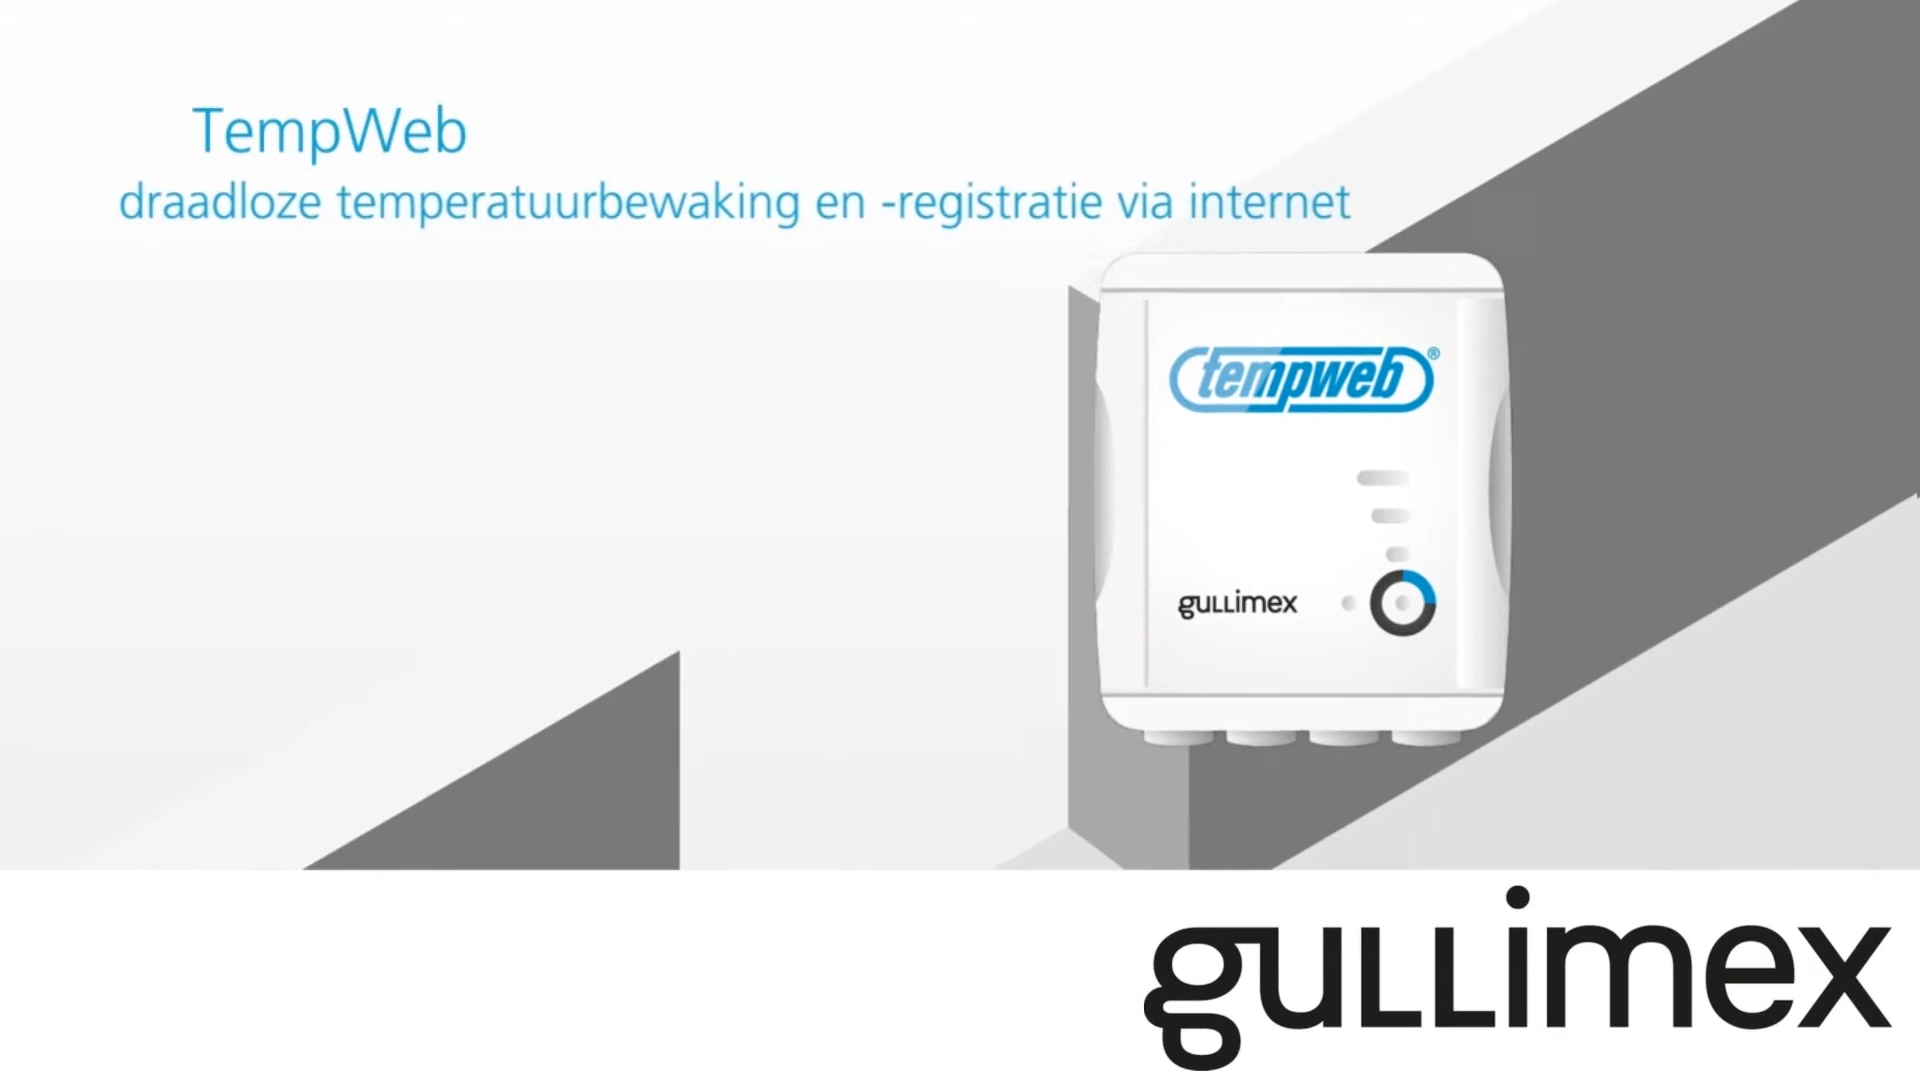 TempWeb
draadloze temperatuurbewaking en -registratie via internet
tempweb®
gullimex
gullimex